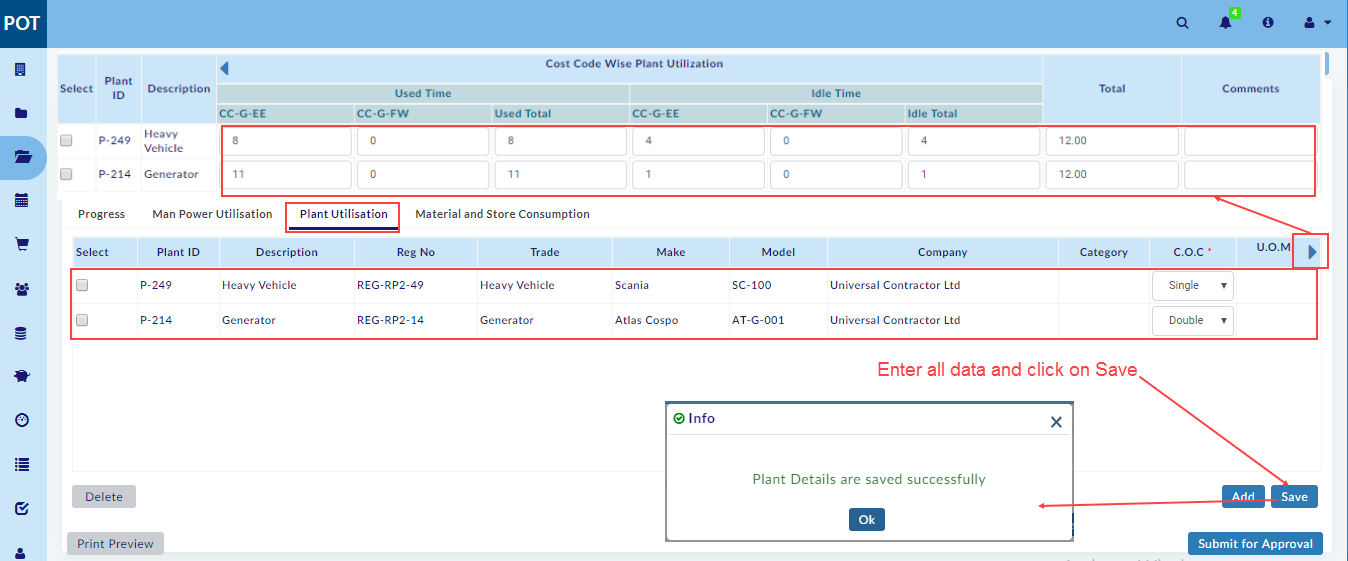 POT
4
Cost Code Wise Plant Utilization
Select Plant ID Description Used Time Idle Time Total Comments
CC-G-EE CC-G-FW Used Total CC-G-EE CC-G-FW Idle Total
P-249 Heavy Vehicle 8 0 8 4 0 4 12.00
P-214 Generator 11 0 11 1 0 1 12.00
Progress Man Power Utilisation Plant Utilisation Material and Store Consumption
Select Plant ID Description Reg No Trade Make Model Company Category C.O.C * U.O.M
P-249 Heavy Vehicle REG-RP2-49 Heavy Vehicle Scania SC-100 Universal Contractor Ltd Single
P-214 Generator REG-RP2-14 Generator Atlas Cospo AT-G-001 Universal Contractor Ltd Double
Enter all data and click on Save
Info
Plant Details are saved successfully
Ok
Delete Add Save
Print Preview Submit for Approval